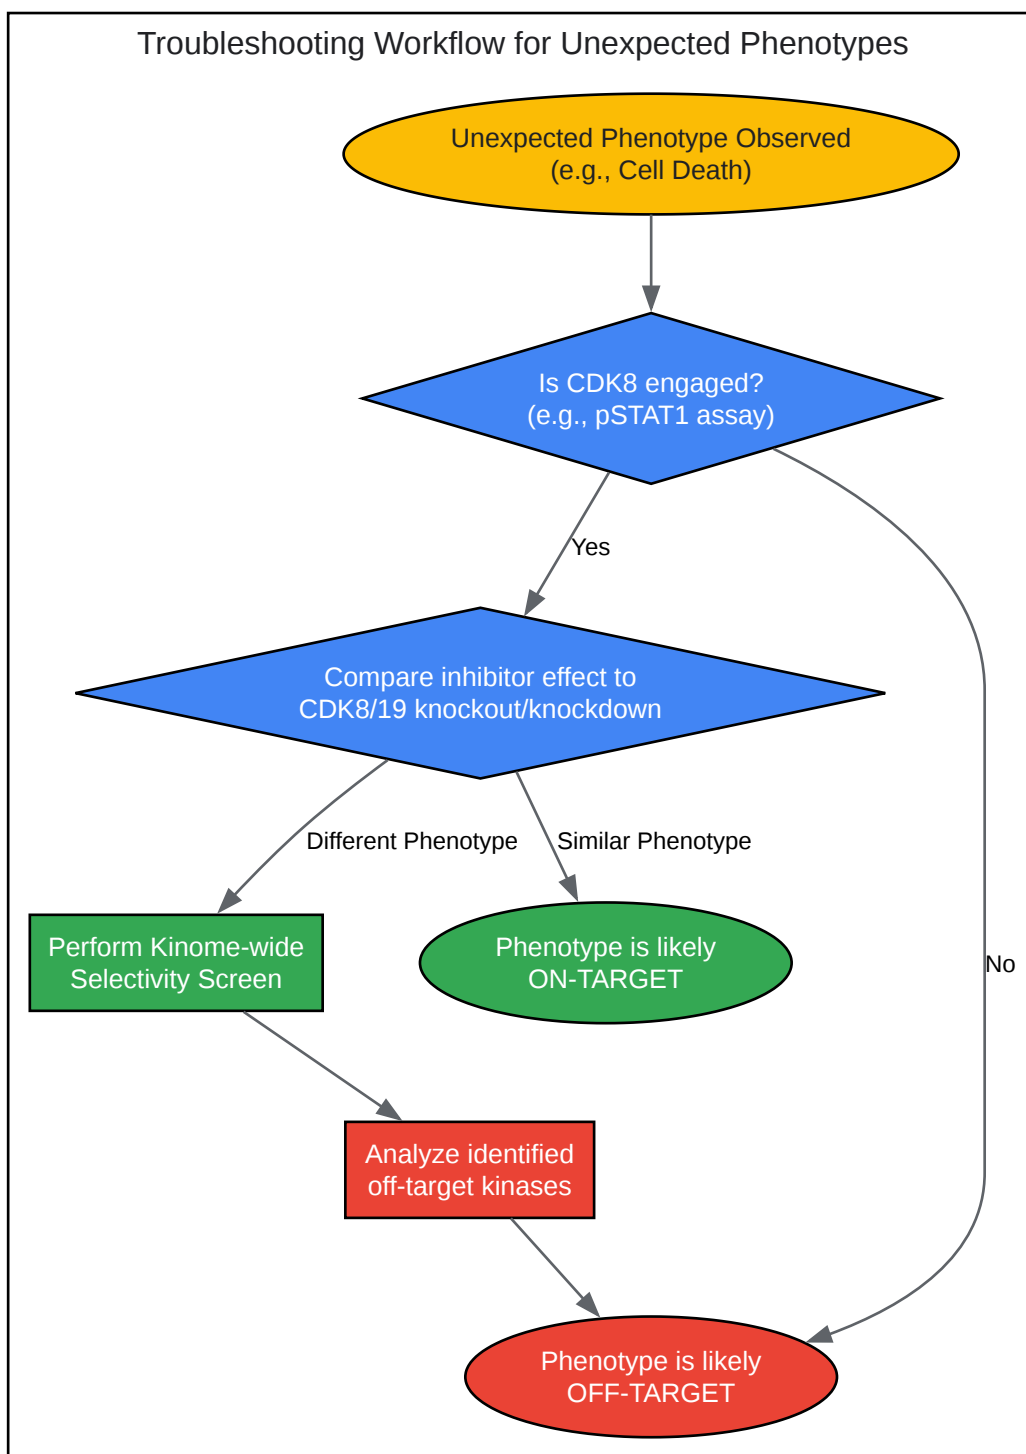 Troubleshooting Workflow for Unexpected Phenotypes
Unexpected Phenotype Observed
(e.g., Cell Death)
Is CDK8 engaged?
(e.g., pSTAT1 assay)
Yes
Compare inhibitor effect to
CDK8/19 knockout/knockdown
Different Phenotype
Similar Phenotype
Perform Kinome-wide
Selectivity Screen
Phenotype is likely
ON-TARGET
No
Analyze identified
off-target kinases
Phenotype is likely
OFF-TARGET